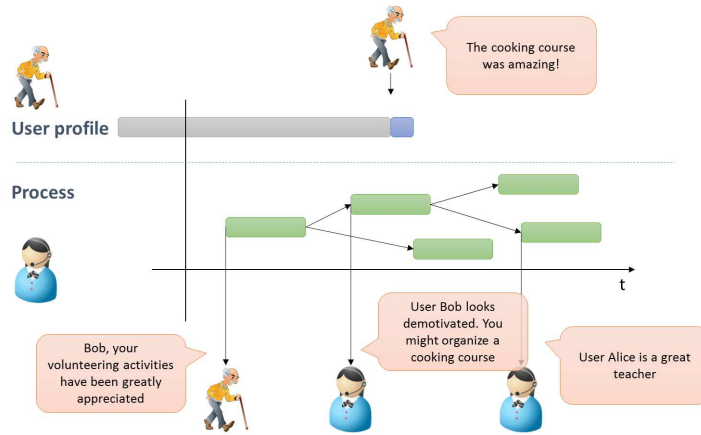 The cooking course
was amazing!
User profile
Process
t
Bob, your
volunteering activities
have been greatly
appreciated
User Bob looks
demotivated. You
might organize a
cooking course
User Alice is a great
teacher